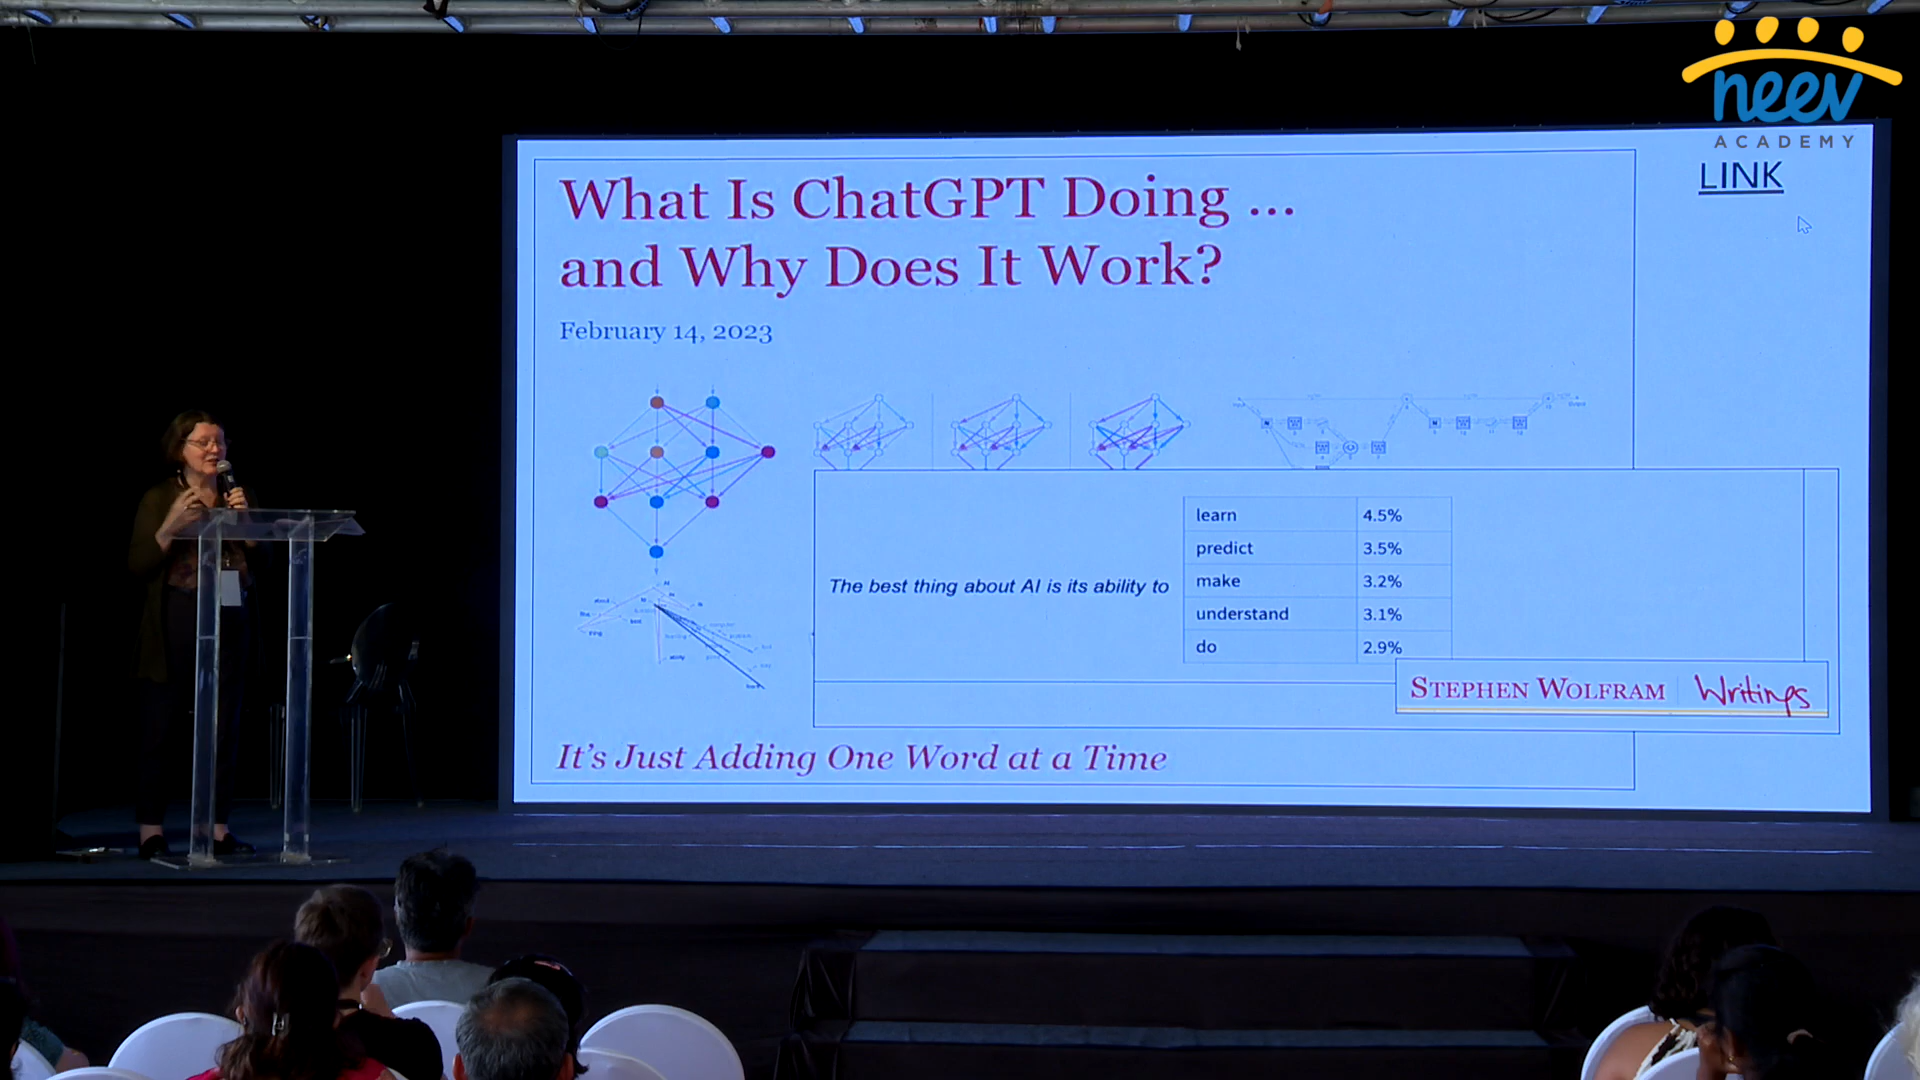 neev
ACADEMY
LINK
What Is ChatGPT Doing ...
and Why Does It Work?
February 14, 2023
The best thing about AI is its ability to
learn 4.5%
predict 3.5%
make 3.2%
understand 3.1%
do 2.9%
STEPHEN WOLFRAM Writings
It's Just Adding One Word at a Time